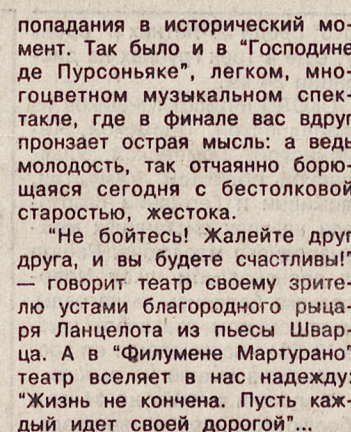 попадания в исторический мо-
мент. Так было и в "Господине
де Пурсоньяке", легком, мно-
гоцветном музыкальном спек-
такле, где в финале вас вдруг
пронзает острая мысль: а ведь
молодость, так отчаянно борю-
щаяся сегодня с бестолковой
старостью, жестока.
"Не бойтесь! Жалейте друг
друга, и вы будете счастливы!"
— говорит театр своему зрите-
лю устами благородного рыца-
ря Ланцелота из пьесы Швар-
ца. А в "Филумене Мартурано"
театр вселяет в нас надежду:
"Жизнь не кончена. Пусть каж-
дый идет своей дорогой"...